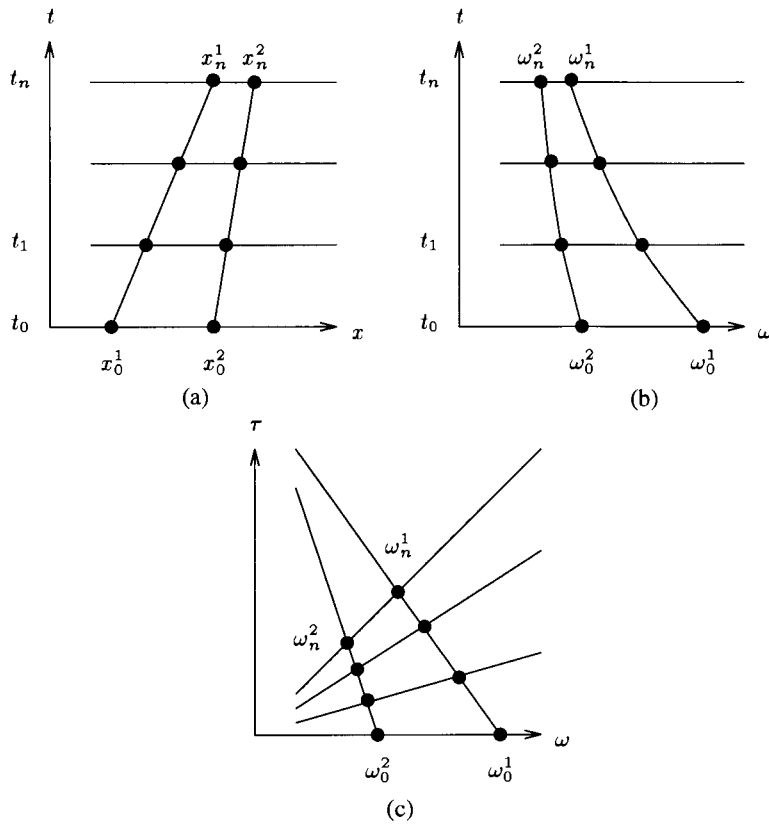 t t
x_n^1 x_n^2 ω_n^2 ω_n^1
t_n t_n
t_1 t_1
t_0 x t_0 ω
x_0^1 x_0^2 ω_0^2 ω_0^1
(a) (b)
τ
ω_n^1
ω_n^2
ω
ω_0^2 ω_0^1
(c)